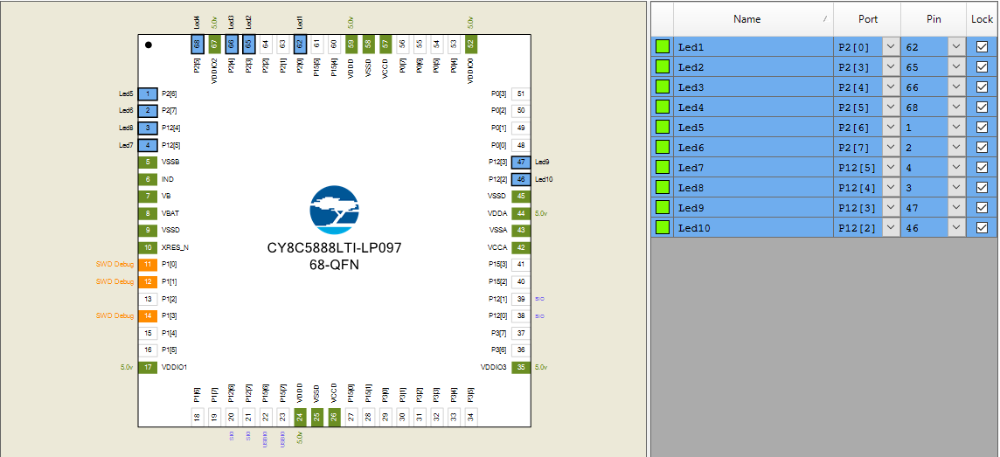 Led4 5.0v Led3 Led2 Led1 5.0v 5.0v
68 67 66 65 64 63 62 61 60 59 58 57 56 55 54 53 52
P2[5] VDDIO2 P2[4] P2[3] P2[2] P2[1] P2[0] P15[5] P15[4] VDDD VSSD VCCD P0[7] P0[6] P0[5] P0[4] VDDIO0
Led5 1 P2[6] P0[3] 51
Led6 2 P2[7] P0[2] 50
Led8 3 P12[4] P0[1] 49
Led7 4 P12[5] P0[0] 48
5 VSSB P12[3] 47 Led9
6 IND P12[2] 46 Led10
7 VB VSSD 45
8 VBAT VDDA 44 5.0v
9 VSSD VSSA 43
10 XRES_N VCCA 42
SWD Debug 11 P1[0] P15[3] 41
SWD Debug 12 P1[1] P15[2] 40
13 P1[2] P12[1] 39 SIO
SWD Debug 14 P1[3] P12[0] 38 SIO
15 P1[4] P3[7] 37
16 P1[5] P3[6] 36
5.0v 17 VDDIO1 VDDIO3 35 5.0v
CY8C5888LTI-LP097
68-QFN
P1[6] P1[7] P12[6] P12[7] P15[6] P15[7] VDDD VSSD VCCD P15[0] P15[1] P3[0] P3[1] P3[2] P3[3] P3[4] P3[5]
18 19 20 21 22 23 24 25 26 27 28 29 30 31 32 33 34
SIO SIO USBIO USBIO 5.0v
Name / Port Pin Lock
Led1 P2[0] 62
Led2 P2[3] 65
Led3 P2[4] 66
Led4 P2[5] 68
Led5 P2[6] 1
Led6 P2[7] 2
Led7 P12[5] 4
Led8 P12[4] 3
Led9 P12[3] 47
Led10 P12[2] 46